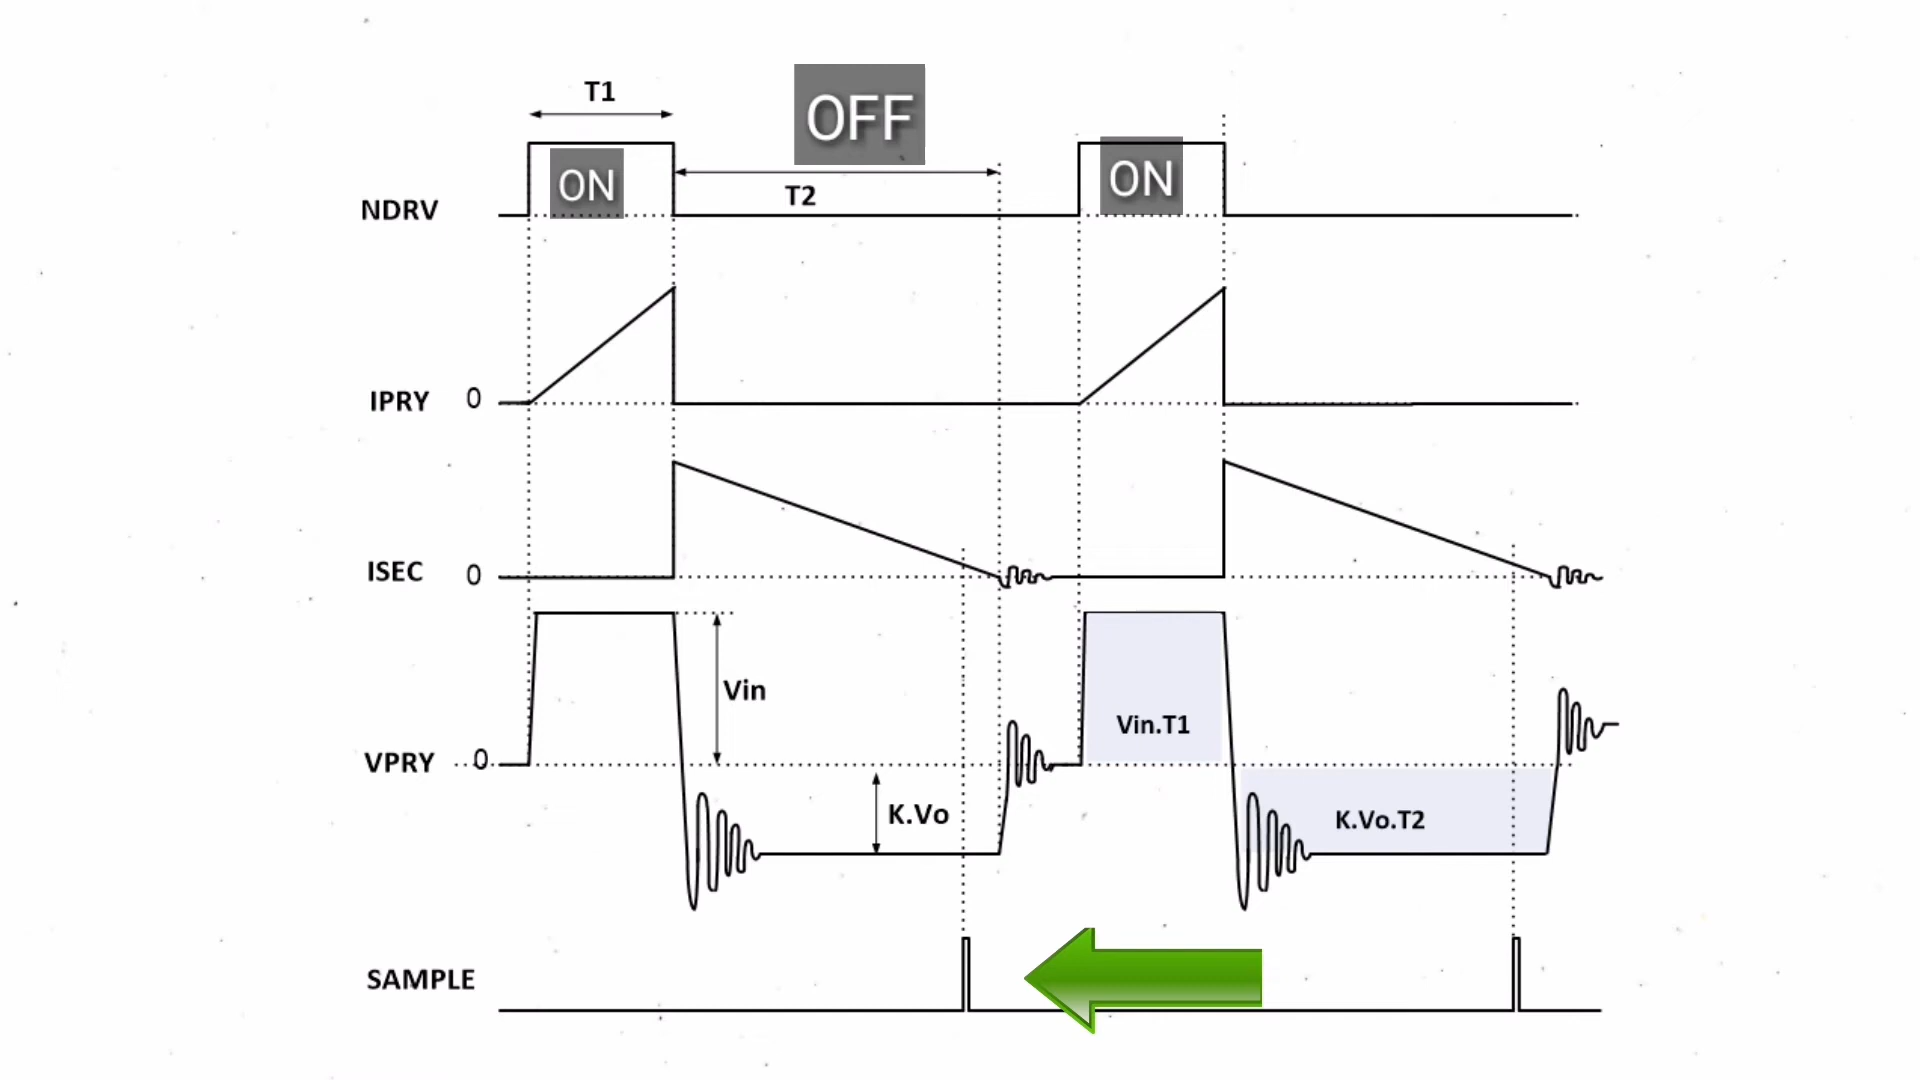 T1
OFF
ON
T2
ON
NDRV
IPRY 0
ISEC 0
Vin
Vin.T1
VPRY 0
K.Vo
K.Vo.T2
SAMPLE